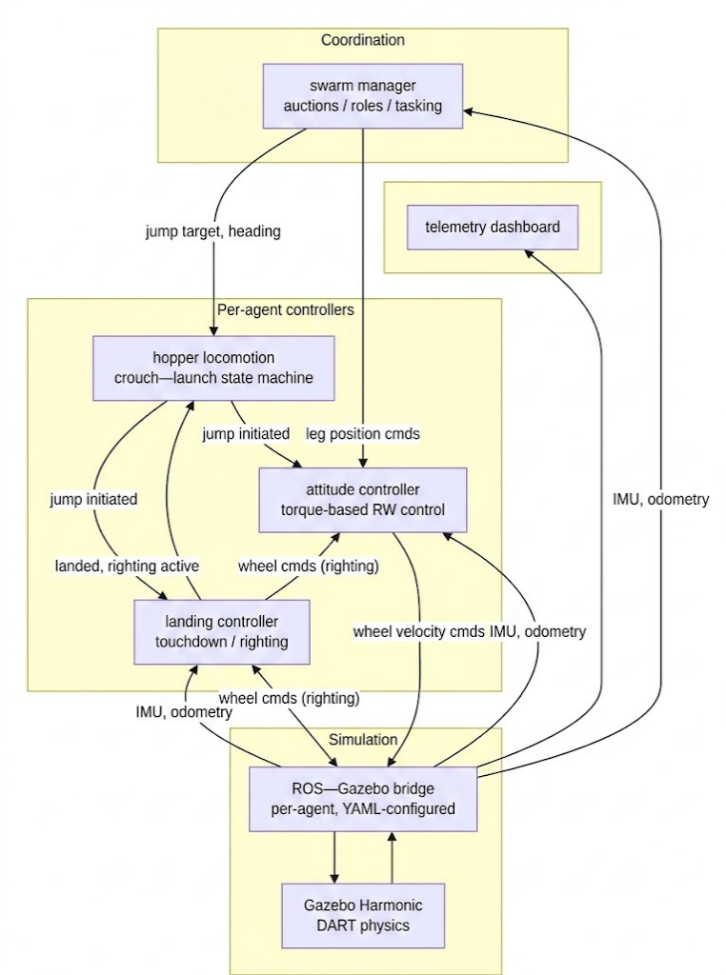 Coordination
swarm manager
auctions / roles / tasking
telemetry dashboard
jump target, heading
Per-agent controllers
hopper locomotion
crouch—launch state machine
jump initiated
leg position cmds
attitude controller
torque-based RW control
jump initiated
IMU, odometry
landed, righting active
wheel cmds (righting)
landing controller
touchdown / righting
wheel velocity cmds
IMU, odometry
wheel cmds (righting)
IMU, odometry
Simulation
ROS—Gazebo bridge
per-agent, YAML-configured
Gazebo Harmonic
DART physics